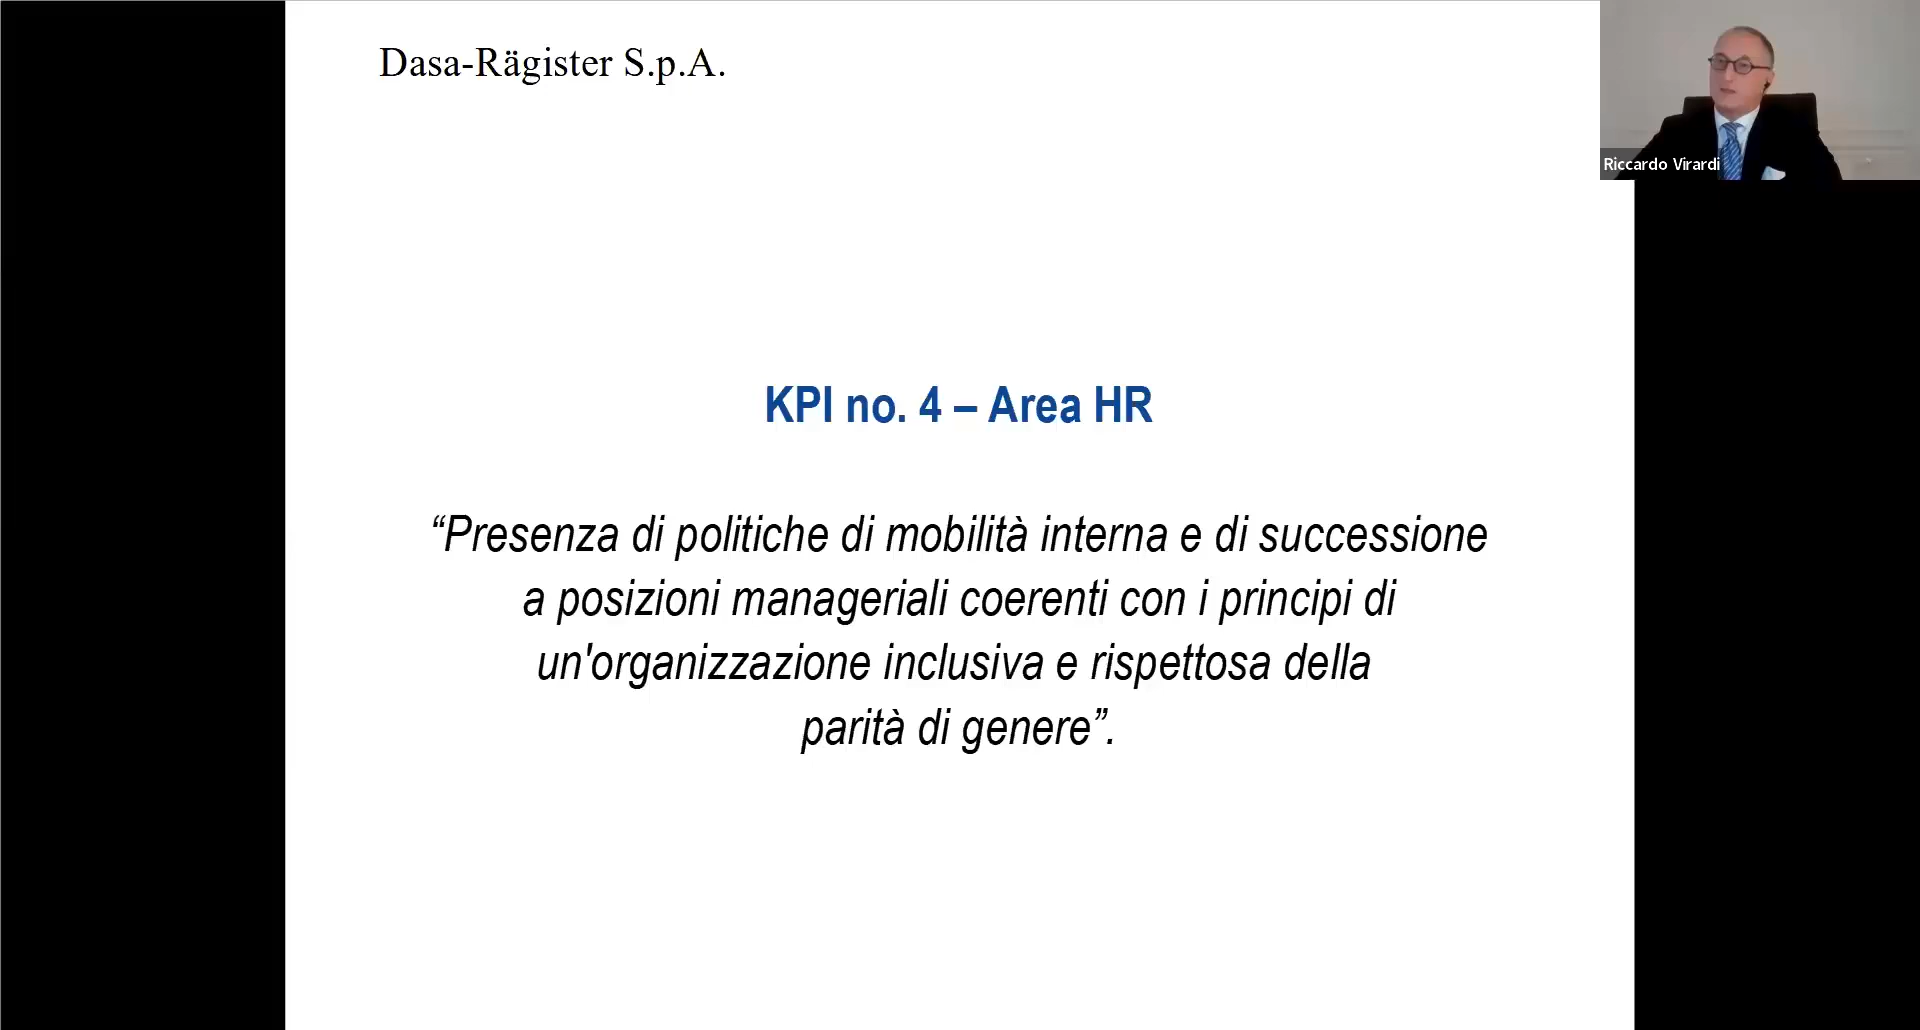 Dasa-Rägister S.p.A.
Riccardo Virardi
KPI no. 4 – Area HR
“Presenza di politiche di mobilità interna e di successione
a posizioni manageriali coerenti con i principi di
un'organizzazione inclusiva e rispettosa della
parità di genere”.